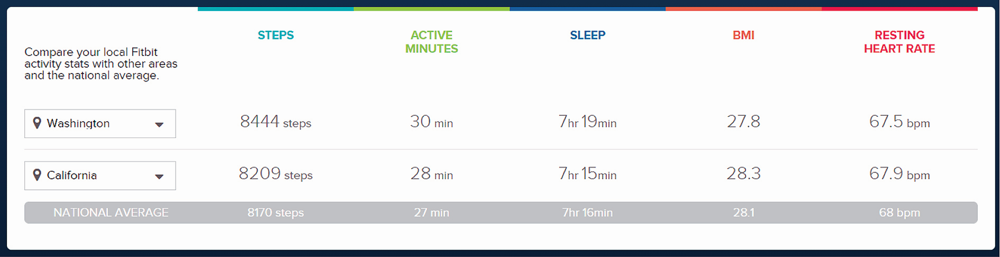 STEPS
ACTIVE
MINUTES
SLEEP
BMI
RESTING
HEART RATE
Compare your local Fitbit
activity stats with other areas
and the national average.
Washington 8444 steps 30 min 7hr 19min 27.8 67.5 bpm
California 8209 steps 28 min 7hr 15min 28.3 67.9 bpm
NATIONAL AVERAGE 8170 steps 27 min 7hr 16min 28.1 68 bpm